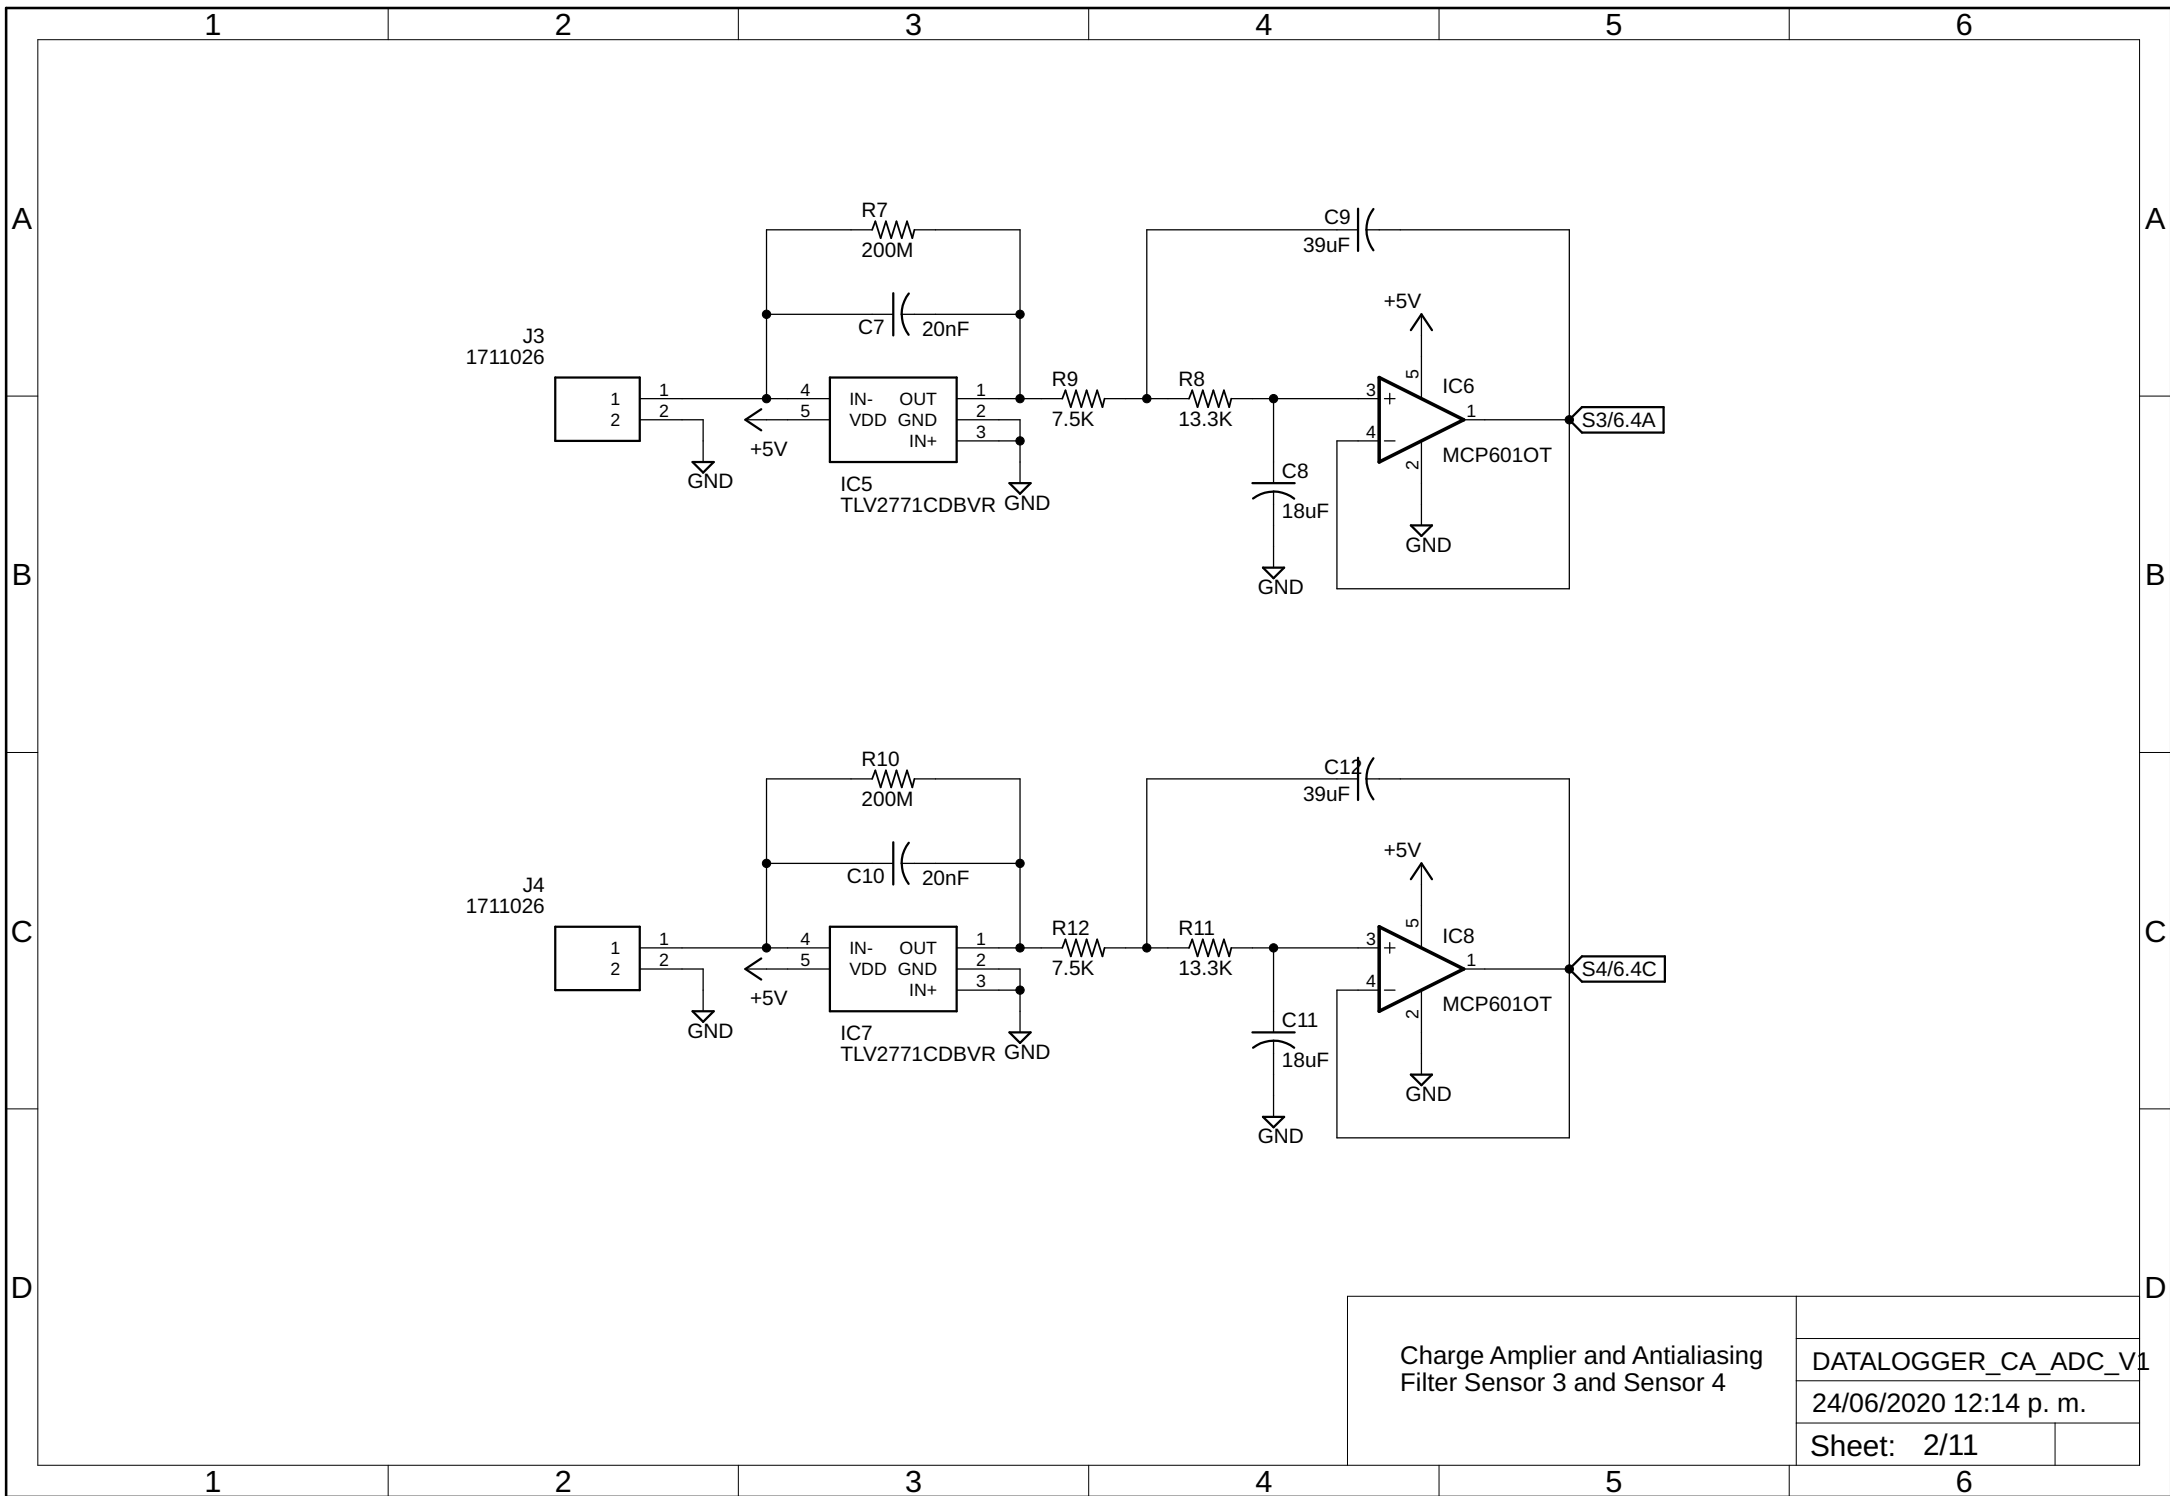 1 2 3 4 5 6
A A
R7
200M
C9
39uF
C7 20nF
+5V
J3
1711026
1 1
2 2
GND
4 IN- OUT 1
5 VDD GND 2
IN+ 3
+5V
IC5
TLV2771CDBVR
GND
R9
7.5K
R8
13.3K
C8
18uF
GND
3 +
4 −
5
2
1
IC6
MCP601OT
GND
S3/6.4A
B B
R10
200M
C12
39uF
C10 20nF
+5V
J4
1711026
1 1
2 2
GND
4 IN- OUT 1
5 VDD GND 2
IN+ 3
+5V
IC7
TLV2771CDBVR
GND
R12
7.5K
R11
13.3K
C11
18uF
GND
3 +
4 −
5
2
1
IC8
MCP601OT
GND
S4/6.4C
C C
D D
Charge Amplier and Antialiasing
Filter Sensor 3 and Sensor 4
DATALOGGER_CA_ADC_V1
24/06/2020 12:14 p. m.
Sheet: 2/11
1 2 3 4 5 6